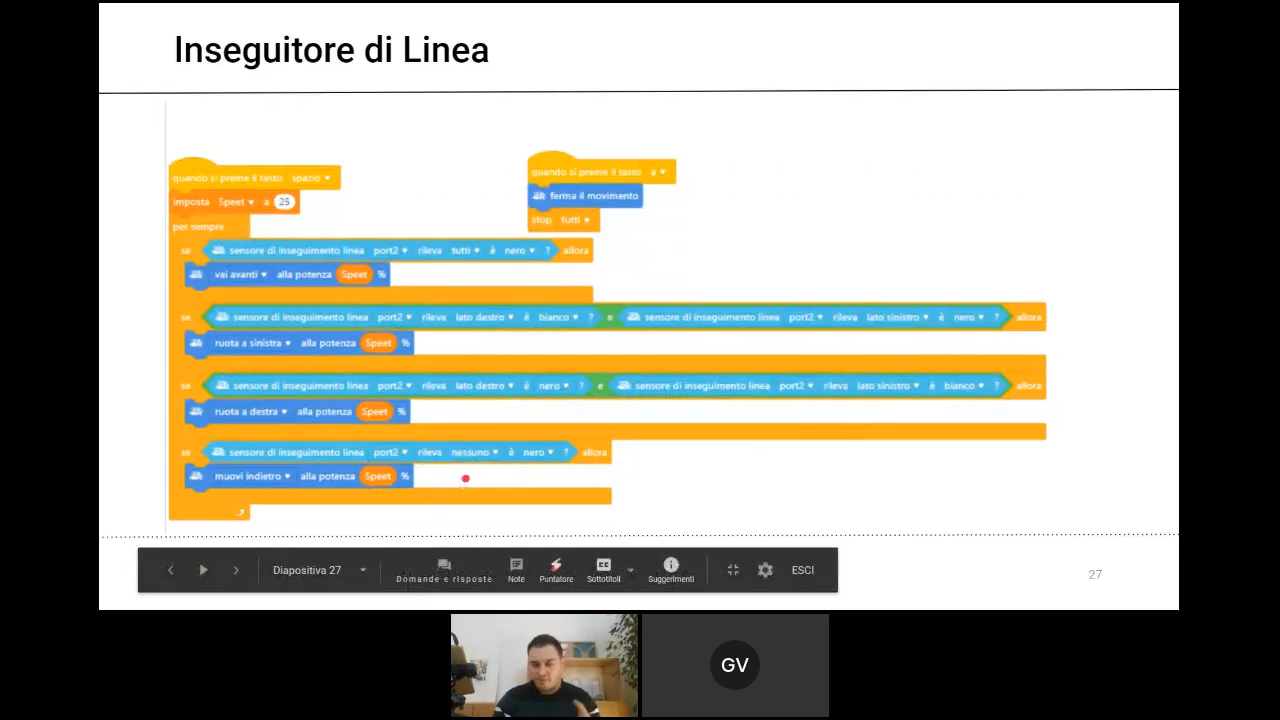 Inseguitore di Linea
quando si preme il tasto spazio
imposta Speet a 25
per sempre
se sensore di inseguimento linea port2 rileva tutti è nero ? allora
vai avanti alla potenza Speet %
se sensore di inseguimento linea port2 rileva lato destro è bianco ? e sensore di inseguimento linea port2 rileva lato sinistro è nero ? allora
ruota a sinistra alla potenza Speet %
se sensore di inseguimento linea port2 rileva lato destro è nero ? e sensore di inseguimento linea port2 rileva lato sinistro è bianco ? allora
ruota a destra alla potenza Speet %
se sensore di inseguimento linea port2 rileva nessuno è nero ? allora
muovi indietro alla potenza Speet %
quando si preme il tasto a
ferma il movimento
stop tutti
Diapositiva 27
Domande e risposte
Note
Puntatore
Sottotitoli
Suggerimenti
ESCI
27
GV